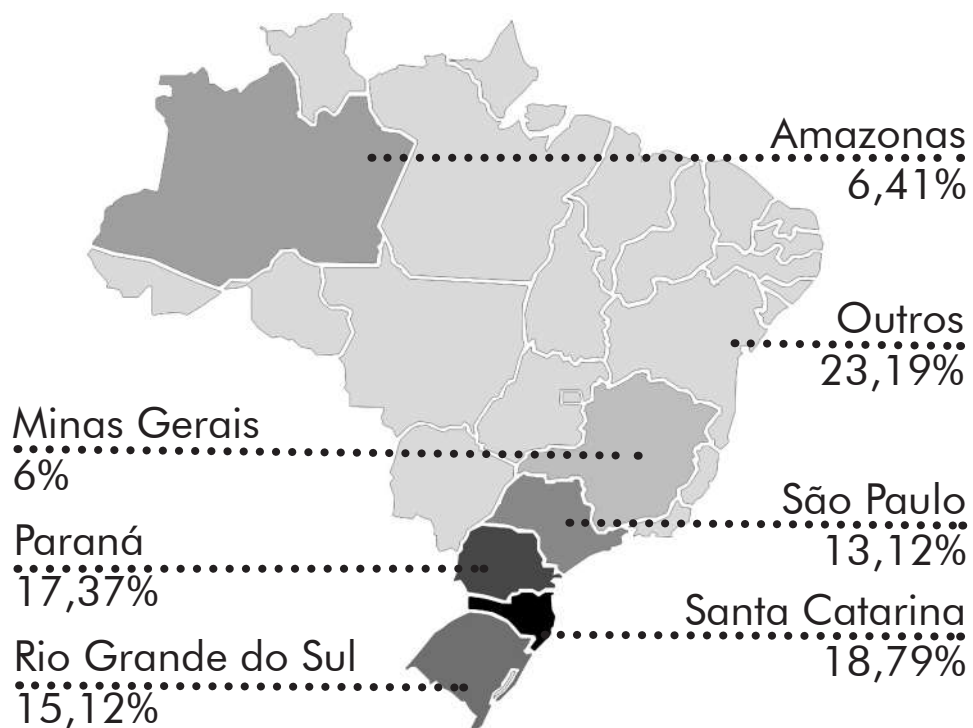 Amazonas
6,41%
Outros
23,19%
Minas Gerais
6%
São Paulo
13,12%
Paraná
17,37%
Santa Catarina
18,79%
Rio Grande do Sul
15,12%